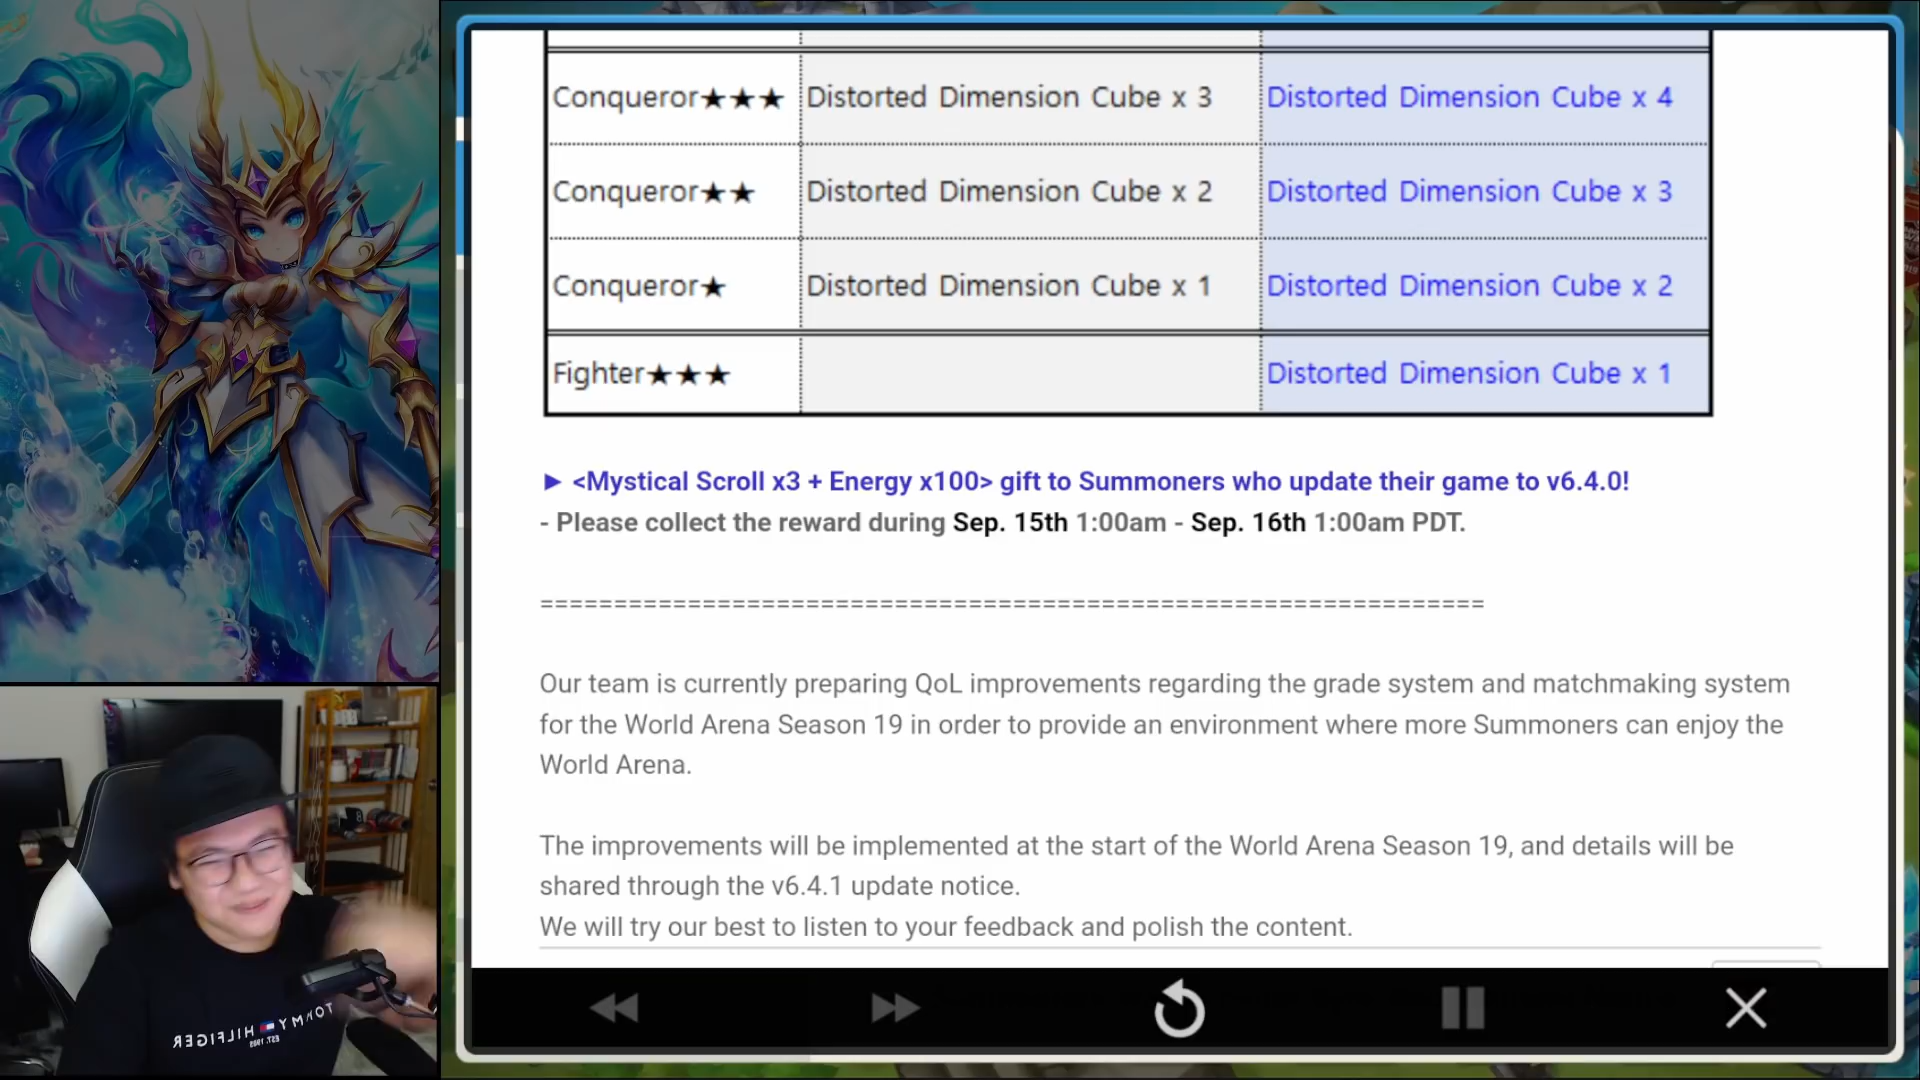 Conqueror★★★ Distorted Dimension Cube x 3 Distorted Dimension Cube x 4
Conqueror★★ Distorted Dimension Cube x 2 Distorted Dimension Cube x 3
Conqueror★ Distorted Dimension Cube x 1 Distorted Dimension Cube x 2
Fighter★★★ Distorted Dimension Cube x 1
► <Mystical Scroll x3 + Energy x100> gift to Summoners who update their game to v6.4.0!
- Please collect the reward during Sep. 15th 1:00am - Sep. 16th 1:00am PDT.
================================================================
Our team is currently preparing QoL improvements regarding the grade system and matchmaking system
for the World Arena Season 19 in order to provide an environment where more Summoners can enjoy the
World Arena.
The improvements will be implemented at the start of the World Arena Season 19, and details will be
shared through the v6.4.1 update notice.
We will try our best to listen to your feedback and polish the content.
TOMMY HILFIGER
EST. 1985